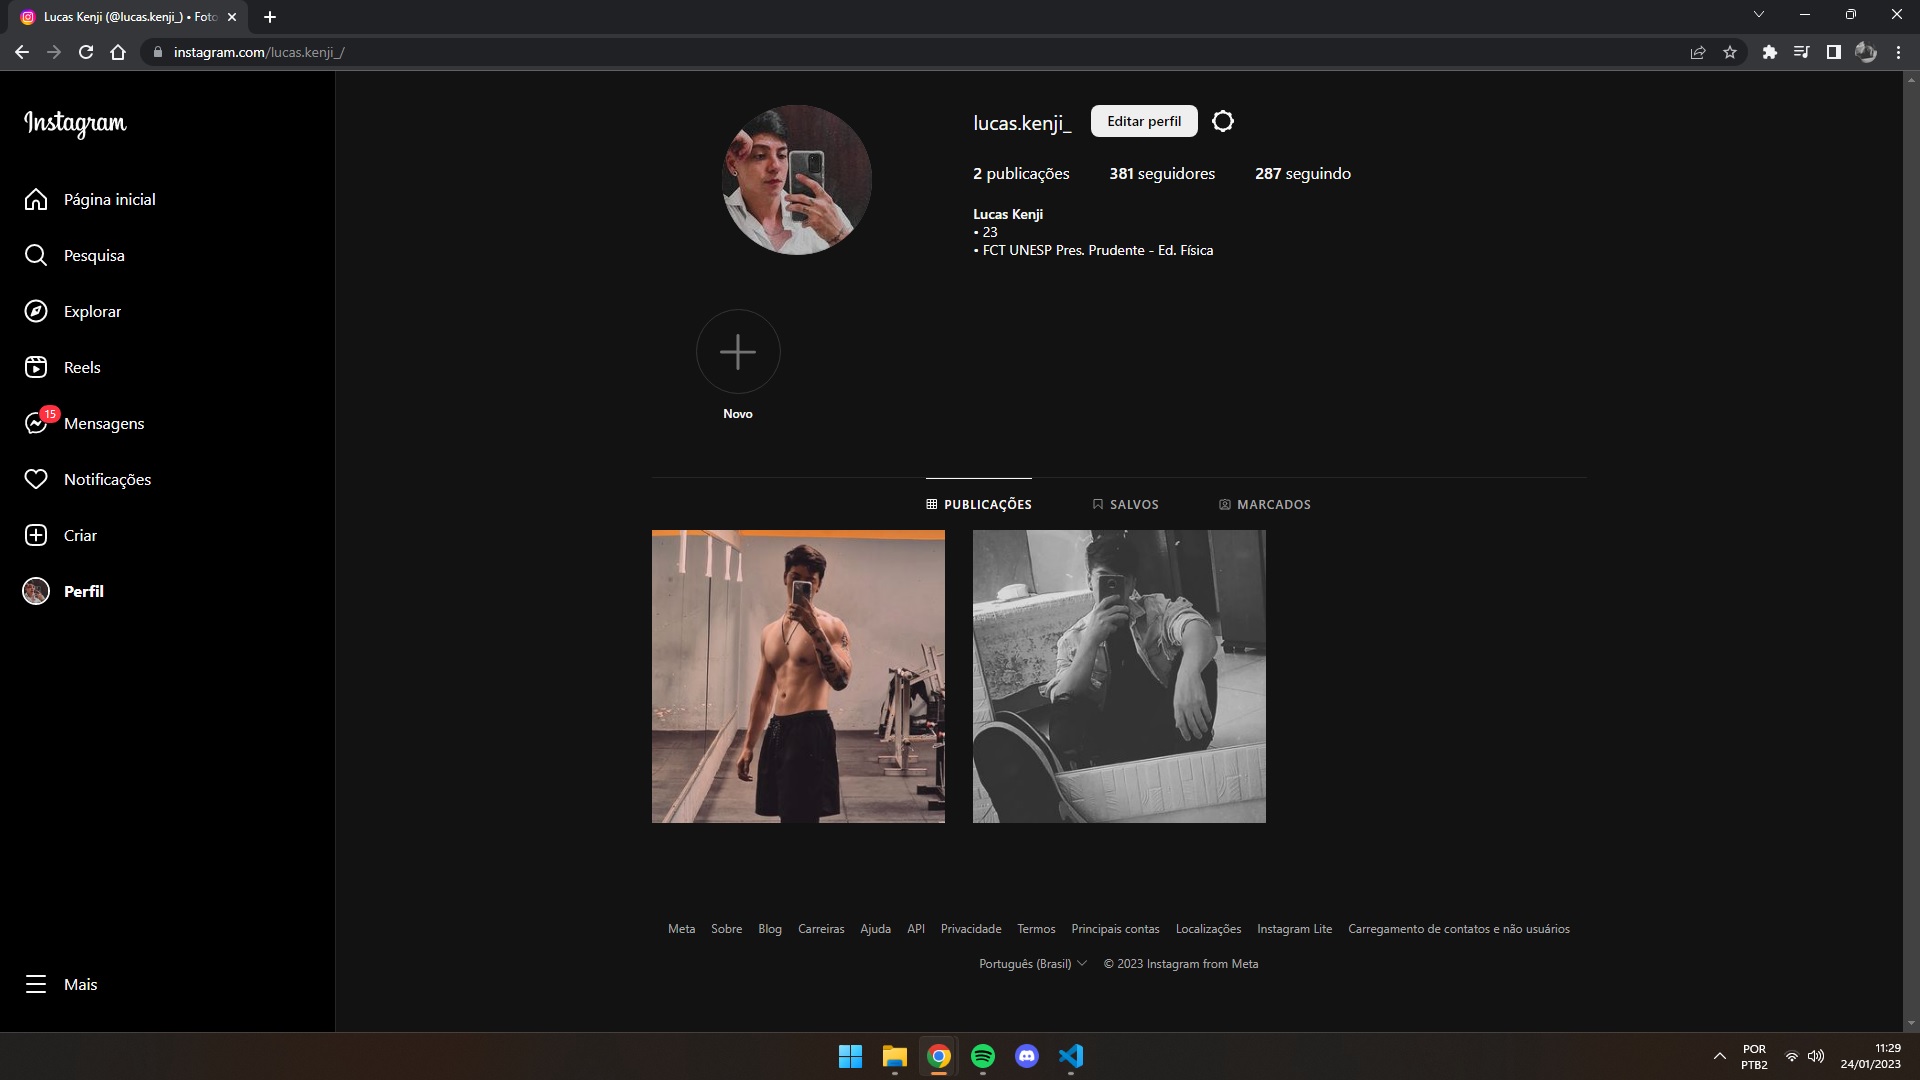 Lucas Kenji (@lucas.kenji_) • Foto
instagram.com/lucas.kenji_/
Instagram
Página inicial
Pesquisa
Explorar
Reels
15
Mensagens
Notificações
Criar
Perfil
Mais
lucas.kenji_ Editar perfil
2 publicações 381 seguidores 287 seguindo
Lucas Kenji
• 23
• FCT UNESP Pres. Prudente - Ed. Física
Novo
PUBLICAÇÕES SALVOS MARCADOS
Meta Sobre Blog Carreiras Ajuda API Privacidade Termos Principais contas Localizações Instagram Lite Carregamento de contatos e não usuários
Português (Brasil) © 2023 Instagram from Meta
POR
PTB2
11:29
24/01/2023